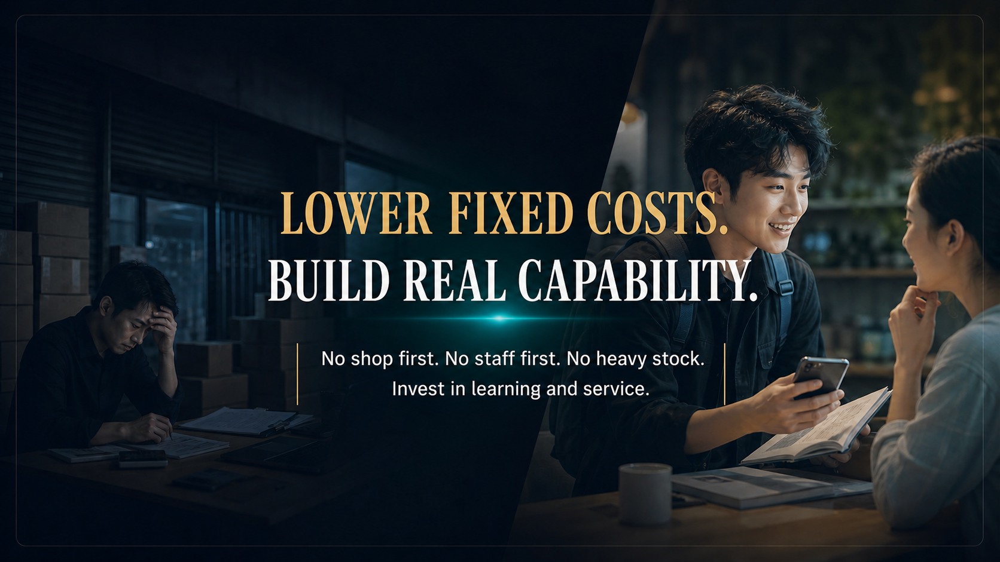 LOWER FIXED COSTS.
BUILD REAL CAPABILITY.
No shop first. No staff first. No heavy stock.
Invest in learning and service.